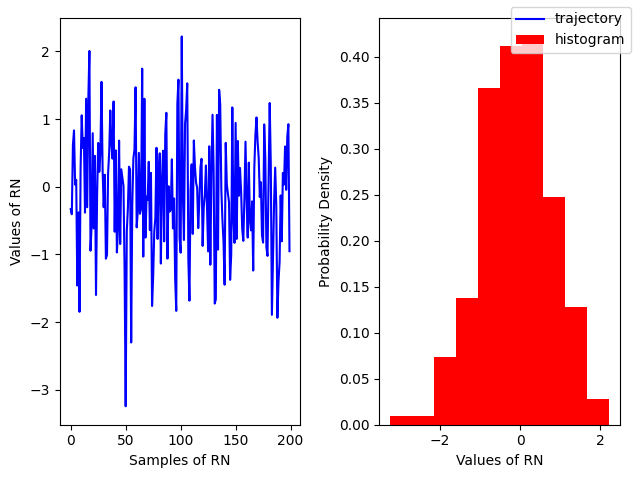 trajectory
histogram
2
1
0
−1
−2
−3
Values of RN
0 50 100 150 200
Samples of RN
0.40
0.35
0.30
0.25
0.20
0.15
0.10
0.05
0.00
Probability Density
−2 0 2
Values of RN